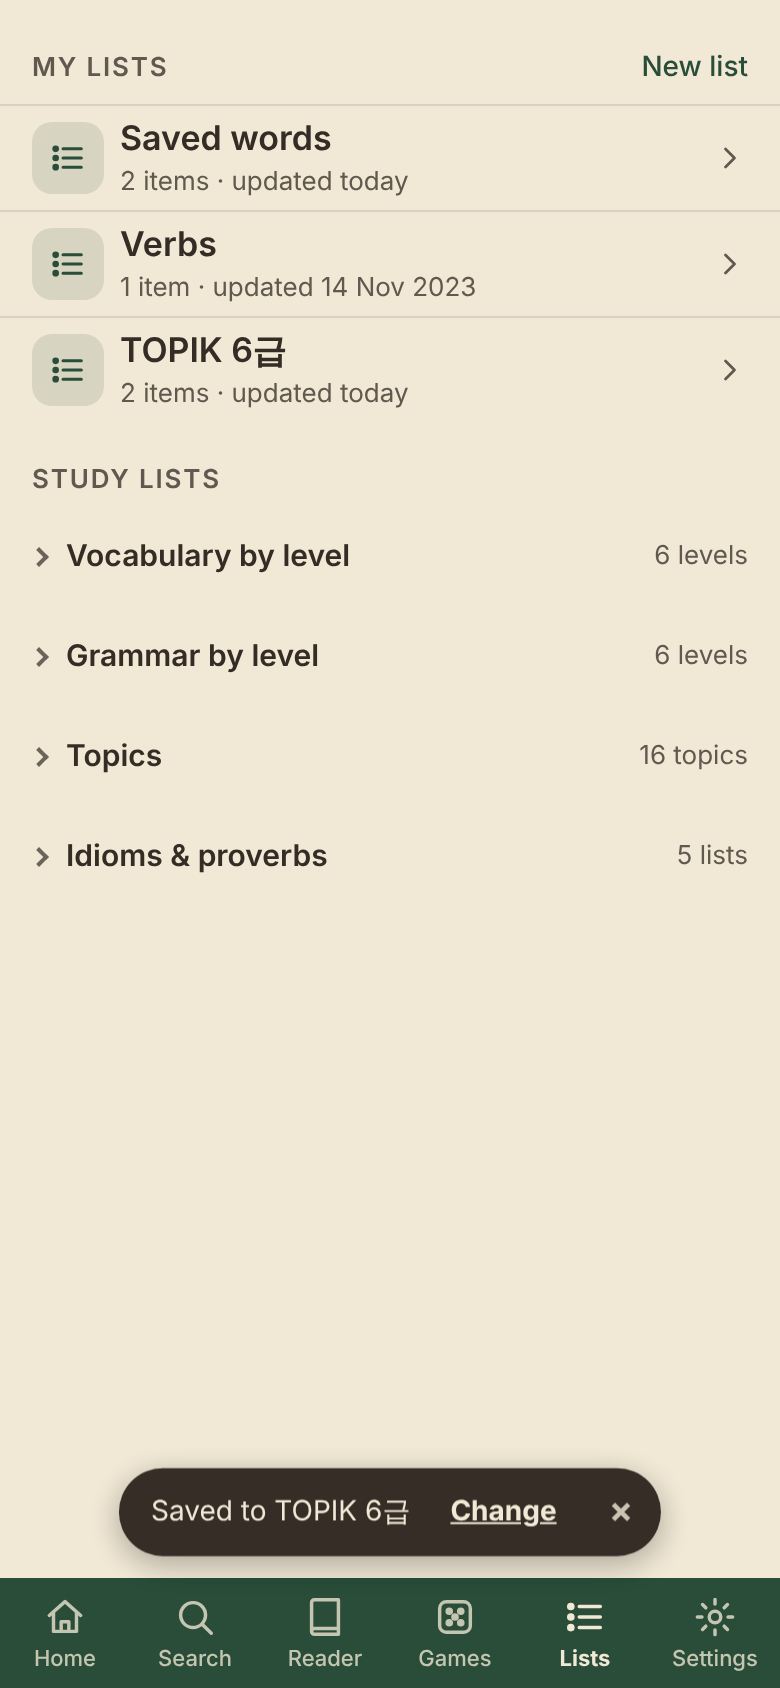 MY LISTS
New list
Saved words
2 items · updated today
Verbs
1 item · updated 14 Nov 2023
TOPIK 6급
2 items · updated today
STUDY LISTS
Vocabulary by level
6 levels
Grammar by level
6 levels
Topics
16 topics
Idioms & proverbs
5 lists
Saved to TOPIK 6급 Change ×
Home Search Reader Games Lists Settings